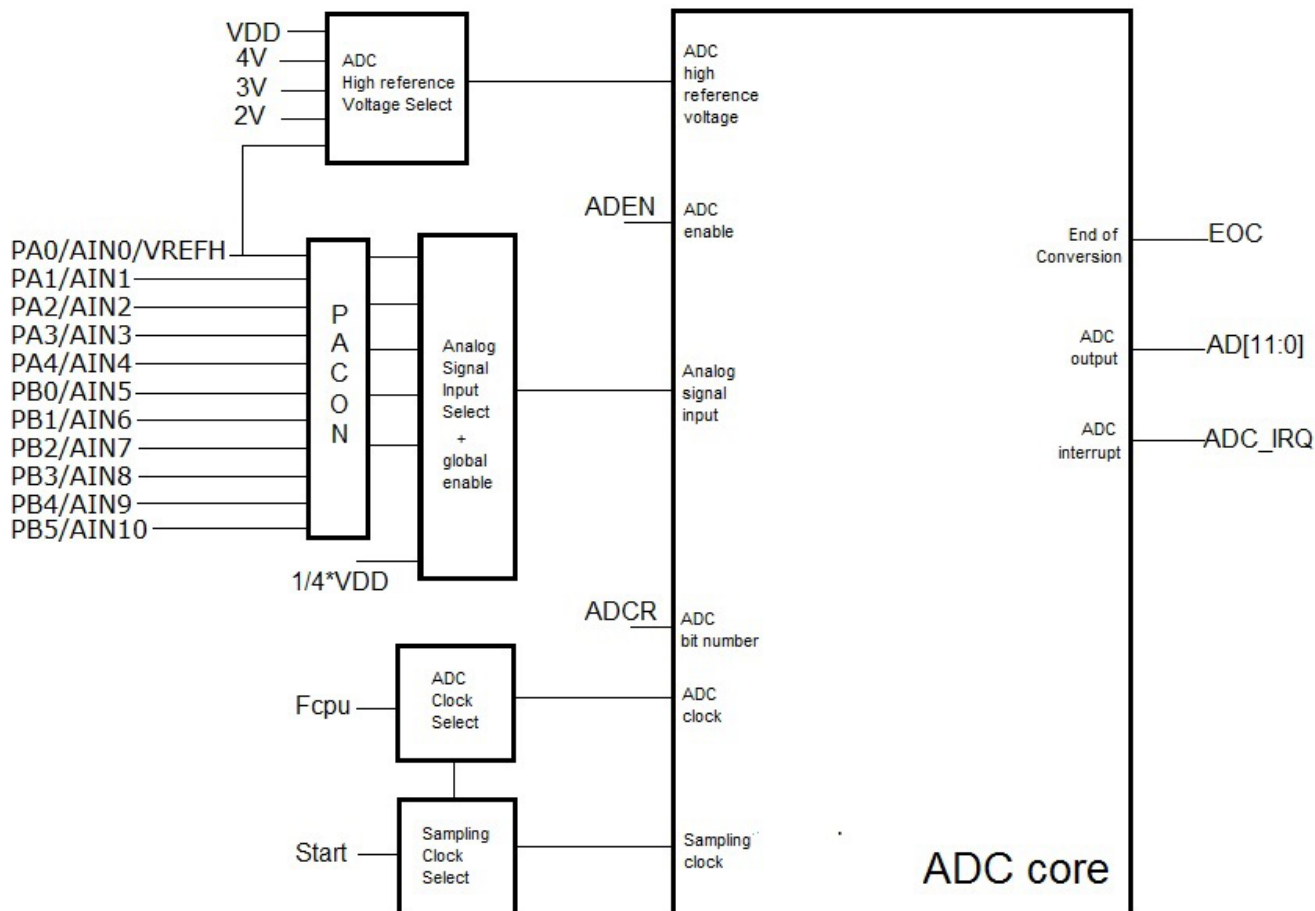 VDD
4V
3V
2V
ADC
High reference
Voltage Select
ADC
high
reference
voltage
ADEN
ADC
enable
PA0/AIN0/VREFH
PA1/AIN1
PA2/AIN2
PA3/AIN3
PA4/AIN4
PB0/AIN5
PB1/AIN6
PB2/AIN7
PB3/AIN8
PB4/AIN9
PB5/AIN10
P
A
C
O
N
Analog
Signal
Input
Select
+
global
enable
1/4*VDD
Analog
signal
input
End of
Conversion
EOC
ADC
output
AD[11:0]
ADC
interrupt
ADC_IRQ
ADCR
ADC
bit number
Fcpu
ADC
Clock
Select
ADC
clock
Start
Sampling
Clock
Select
Sampling
clock
ADC core